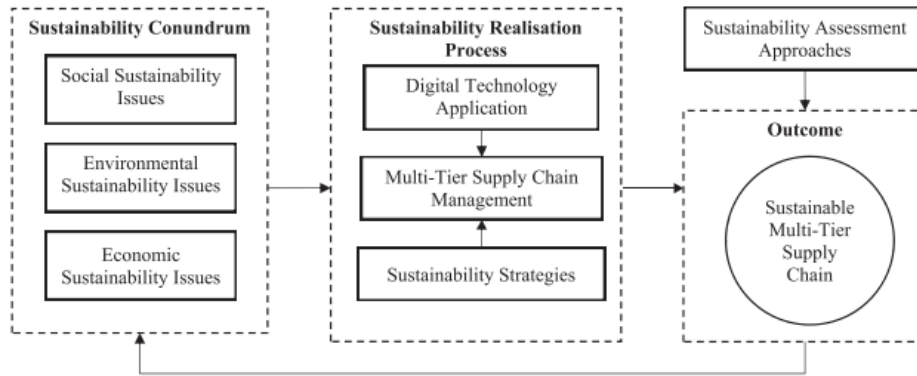 Sustainability Conundrum
Social Sustainability
Issues
Environmental
Sustainability Issues
Economic
Sustainability Issues
Sustainability Realisation
Process
Digital Technology
Application
Multi-Tier Supply Chain
Management
Sustainability Strategies
Sustainability Assessment
Approaches
Outcome
Sustainable
Multi-Tier
Supply
Chain